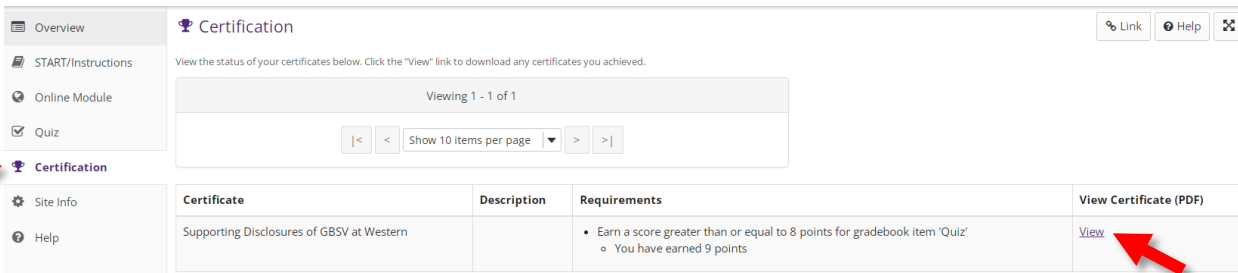 Overview
START/Instructions
Online Module
Quiz
Certification
Site Info
Help
Certification
Link
Help
View the status of your certificates below. Click the "View" link to download any certificates you achieved.
Viewing 1 - 1 of 1
|<
<
Show 10 items per page
>
>|
Certificate Description Requirements View Certificate (PDF)
Supporting Disclosures of GBSV at Western • Earn a score greater than or equal to 8 points for gradebook item 'Quiz' View
◦ You have earned 9 points